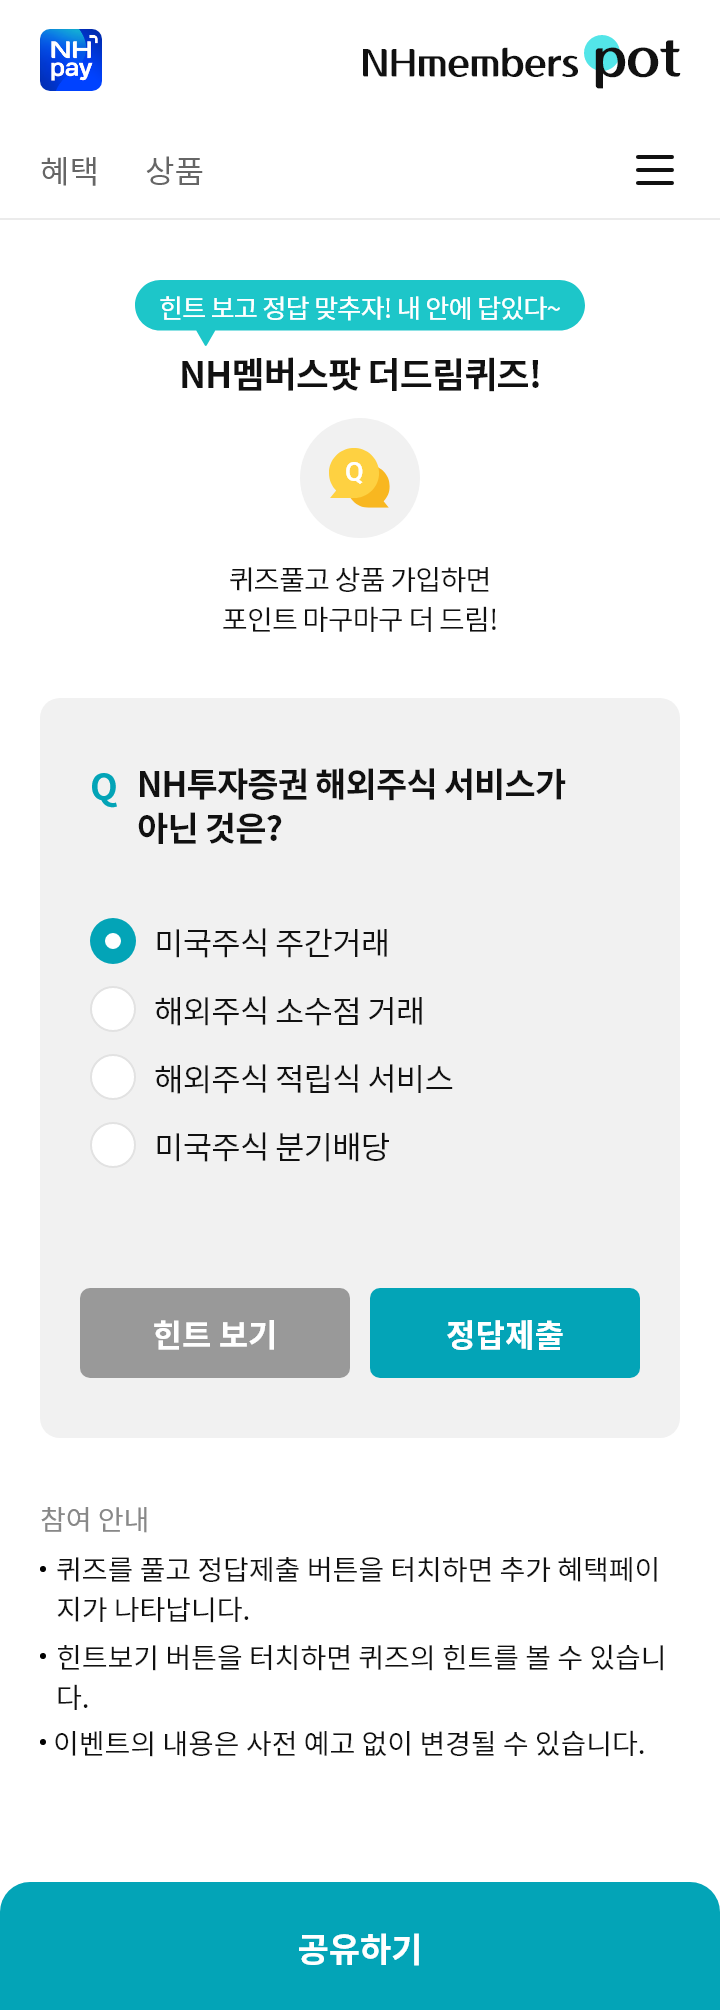 NH
pay
NHmembers pot
혜택 상품
힌트 보고 정답 맞추자! 내 안에 답있다~
NH멤버스팟 더드림퀴즈!
Q
퀴즈풀고 상품 가입하면
포인트 마구마구 더 드림!
Q NH투자증권 해외주식 서비스가
아닌 것은?
미국주식 주간거래
해외주식 소수점 거래
해외주식 적립식 서비스
미국주식 분기배당
힌트 보기 정답제출
참여 안내
• 퀴즈를 풀고 정답제출 버튼을 터치하면 추가 혜택페이
지가 나타납니다.
• 힌트보기 버튼을 터치하면 퀴즈의 힌트를 볼 수 있습니
다.
• 이벤트의 내용은 사전 예고 없이 변경될 수 있습니다.
공유하기